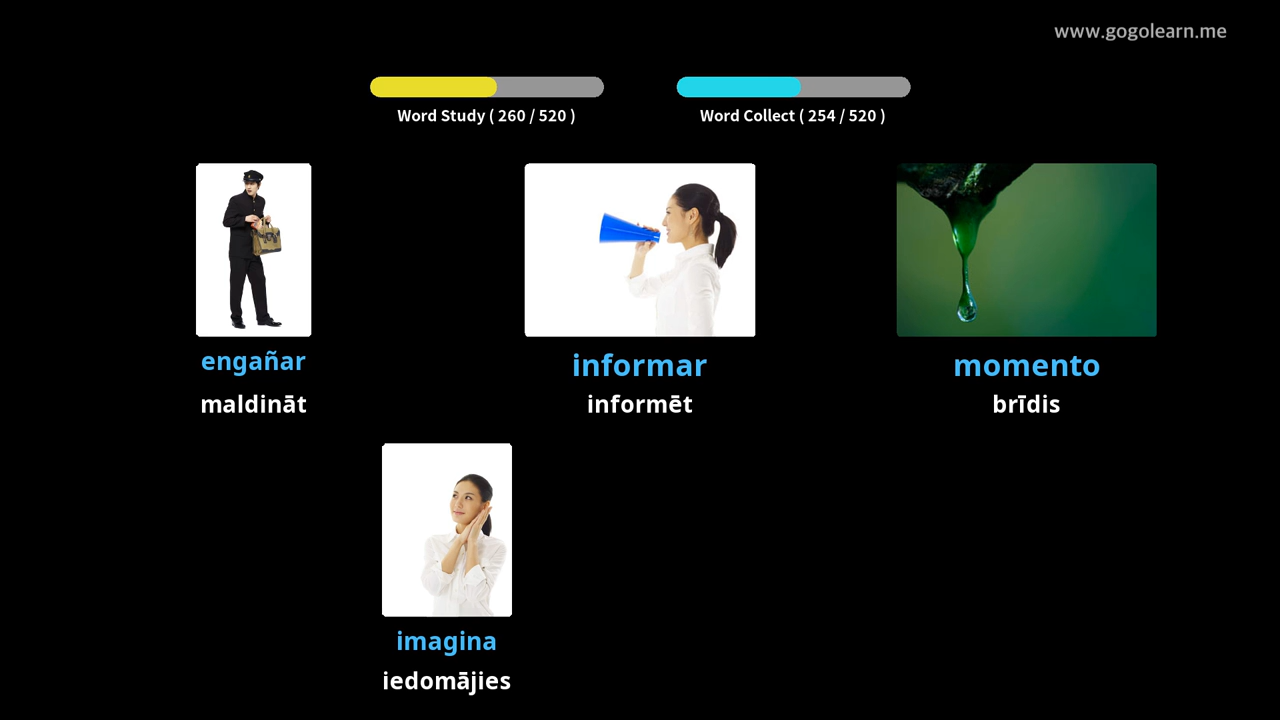 www.gogolearn.me
Word Study ( 260 / 520 )
Word Collect ( 254 / 520 )
engañar
maldināt
informar
informēt
momento
brīdis
imagina
iedomājies